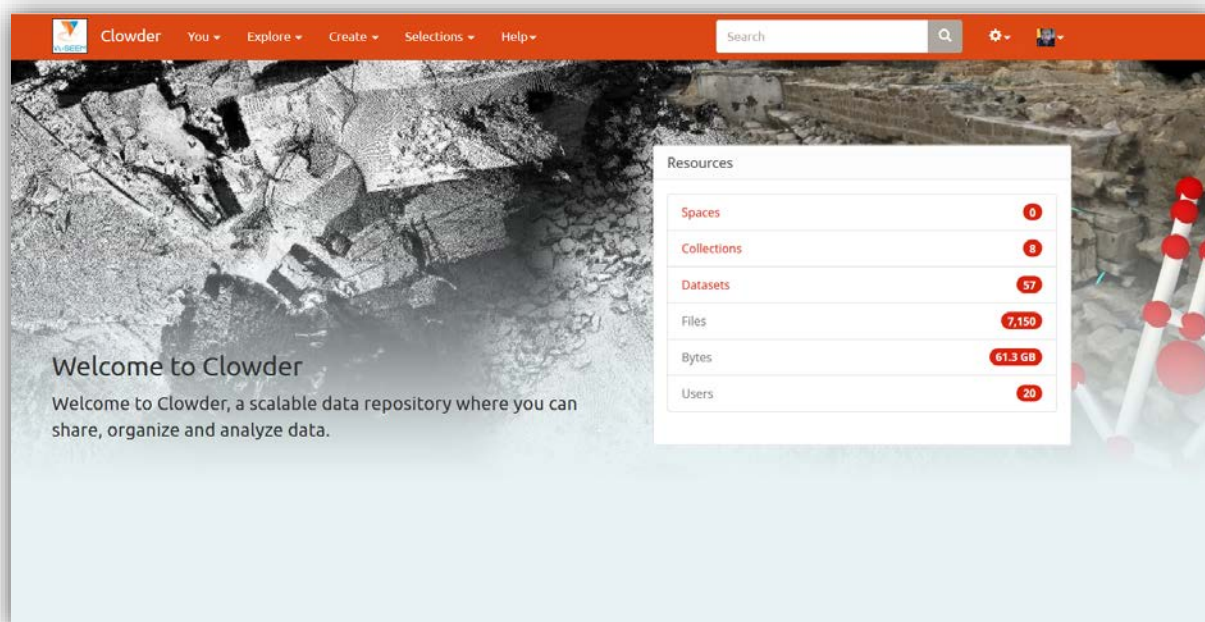 VI-SEEM
Clowder
You
Explore
Create
Selections
Help
Search
Resources
Spaces 0
Collections 8
Datasets 57
Files 7,150
Bytes 61.3 GB
Users 20
Welcome to Clowder
Welcome to Clowder, a scalable data repository where you can
share, organize and analyze data.